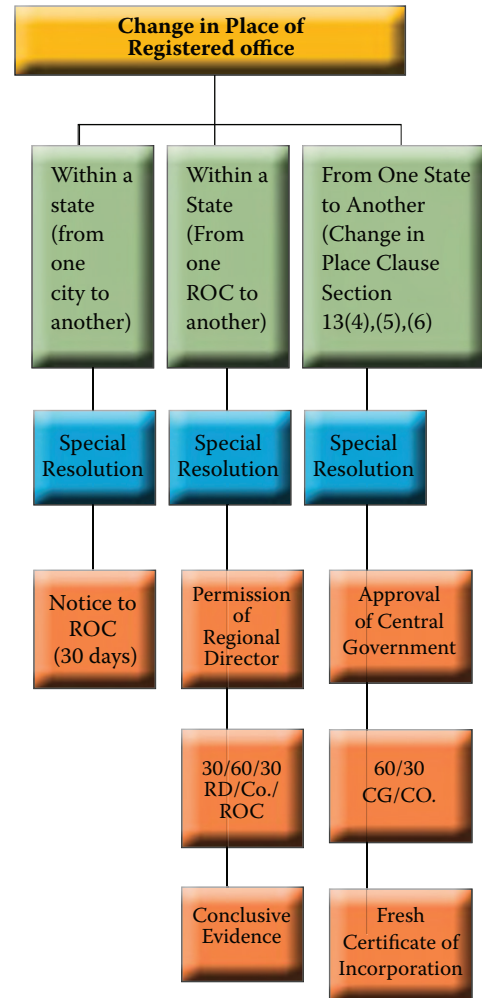 Change in Place of
Registered office
Within a
state
(from
one
city to
another)
Within a
State
(From
one
ROC to
another)
From One State
to Another
(Change in
Place Clause
Section
13(4),(5),(6)
Special
Resolution
Special
Resolution
Special
Resolution
Notice to
ROC
(30 days)
Permission
of
Regional
Director
Approval
of Central
Government
30/60/30
RD/Co./
ROC
60/30
CG/CO.
Conclusive
Evidence
Fresh
Certificate of
Incorporation